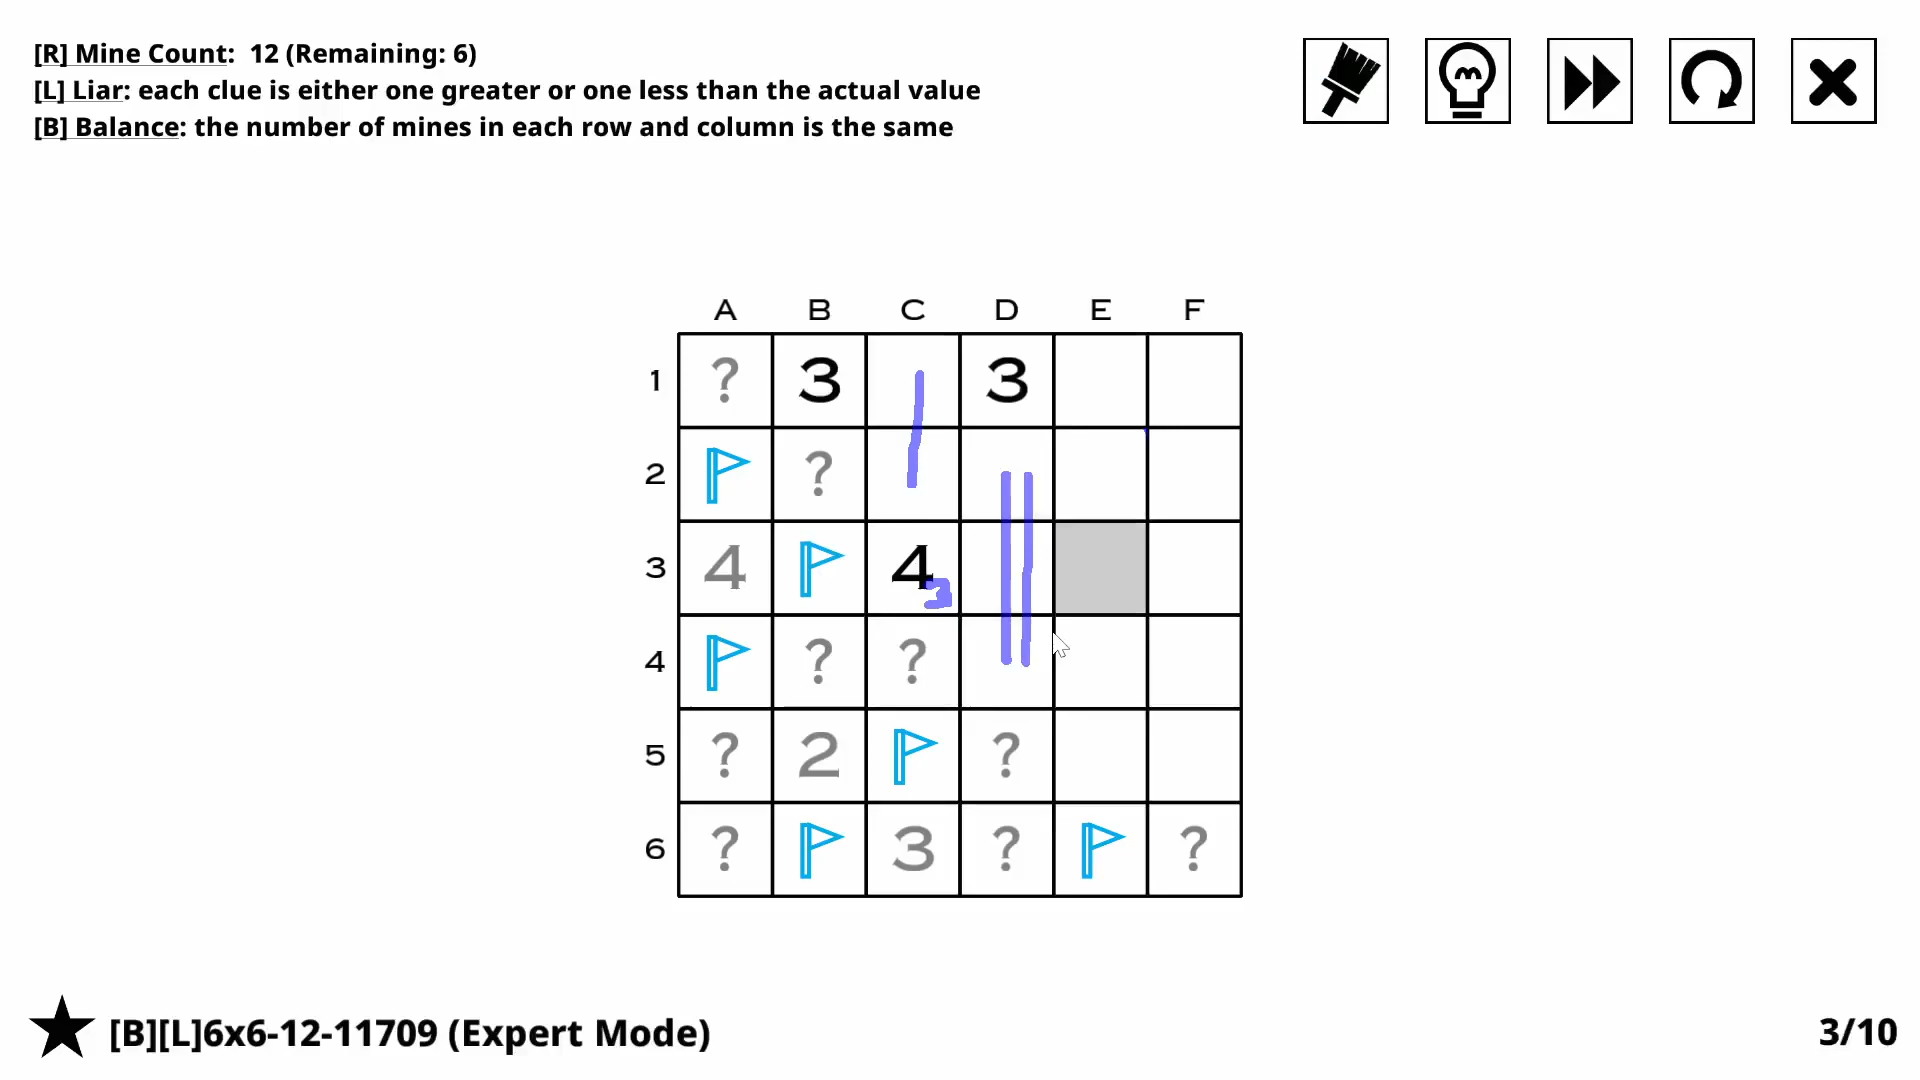 [R] Mine Count: 12 (Remaining: 6)
[L] Liar: each clue is either one greater or one less than the actual value
[B] Balance: the number of mines in each row and column is the same
A B C D E F
1 ? 3 3
2 ?
3 4 4
4 ? ?
5 ? 2 ?
6 ? 3 ? ?
[B][L]6x6-12-11709 (Expert Mode)
3/10